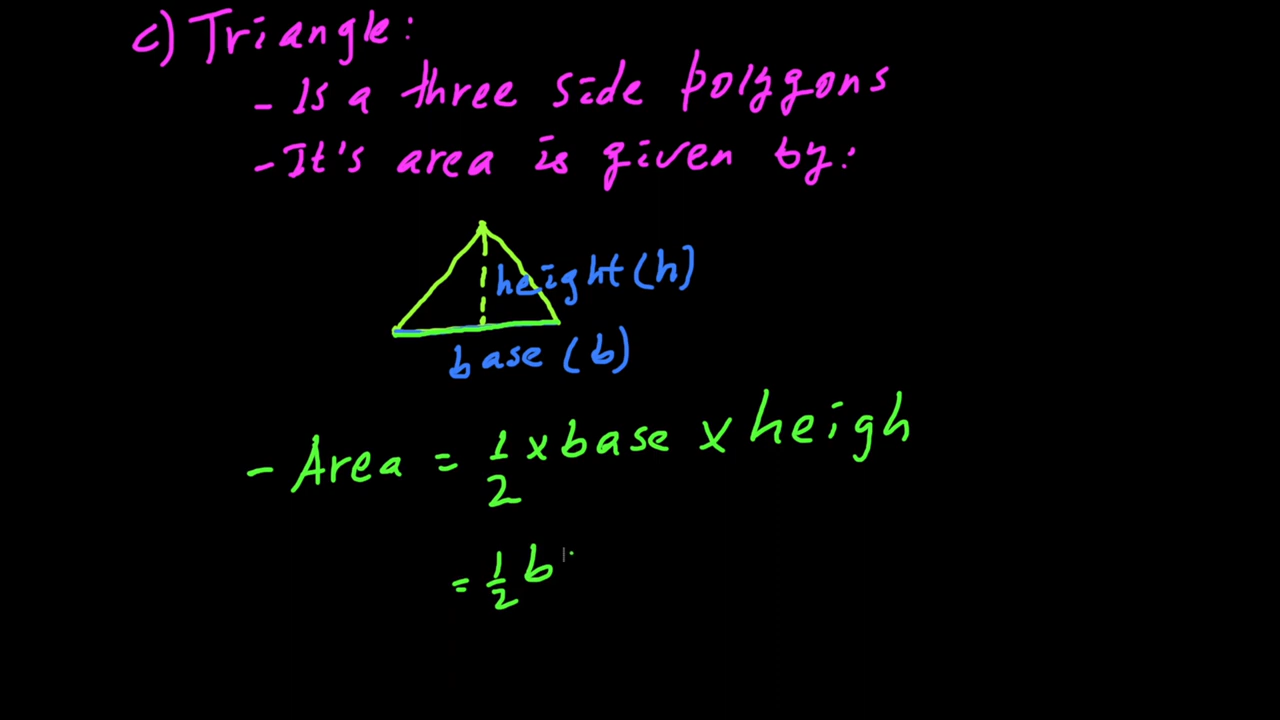 c) Triangle:
- Is a three side polygons
- It's area is given by:
height (h)
base (b)
- Area = 1/2 x base x heigh
= 1/2 b